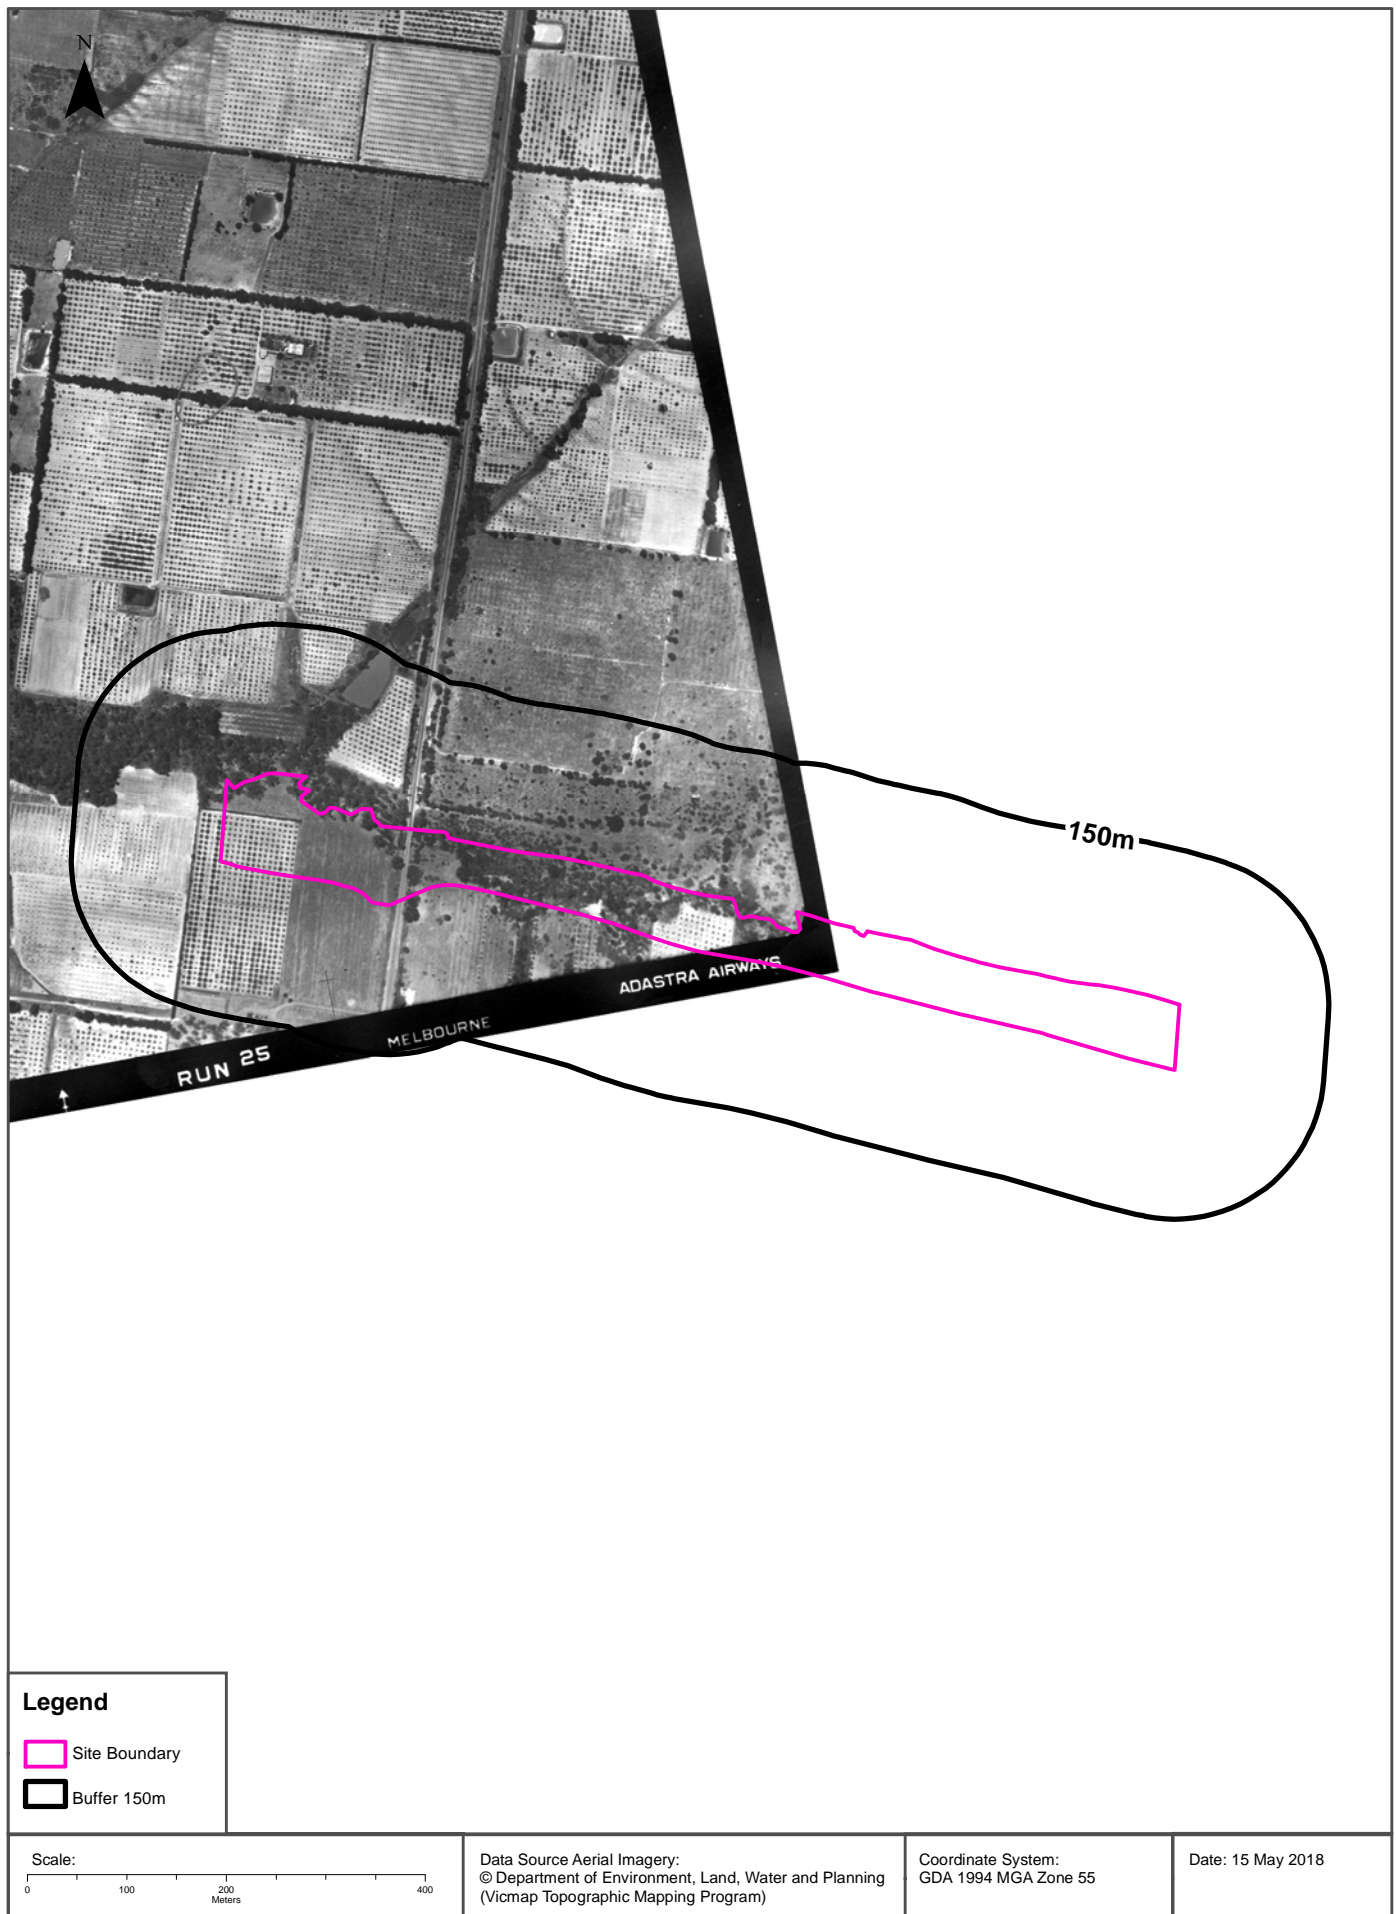 N
150m
ADASTRA AIRWAYS
MELBOURNE
RUN 25
Legend
Site Boundary
Buffer 150m
Scale:
0 100 200 400
Meters
Data Source Aerial Imagery:
© Department of Environment, Land, Water and Planning
(Vicmap Topographic Mapping Program)
Coordinate System:
GDA 1994 MGA Zone 55
Date: 15 May 2018